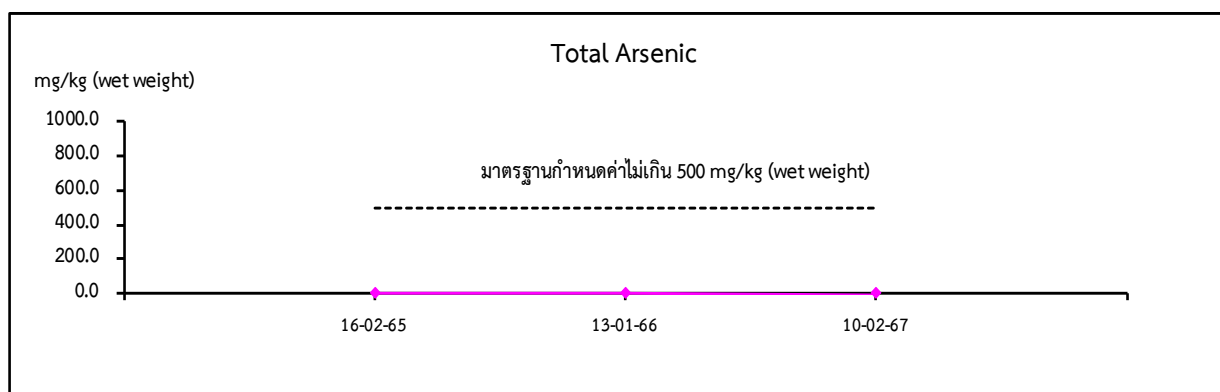 Total Arsenic
mg/kg (wet weight)
1000.0
800.0
มาตรฐานกำหนดค่าไม่เกิน 500 mg/kg (wet weight)
600.0
400.0
200.0
0.0
16-02-65 13-01-66 10-02-67